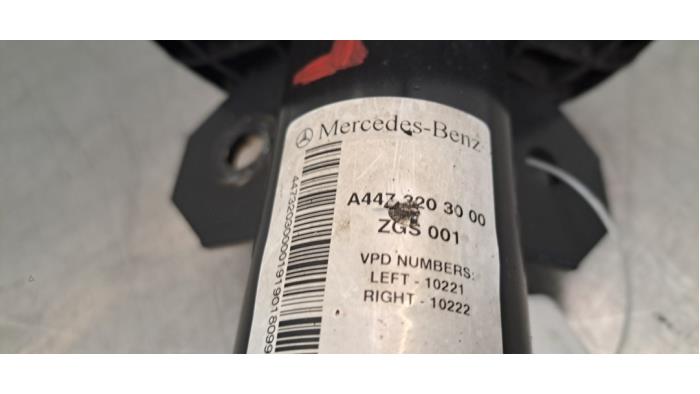 Mercedes-Benz
A447 320 30 00
ZGS 001
VPD NUMBERS:
LEFT - 10221
RIGHT - 10222